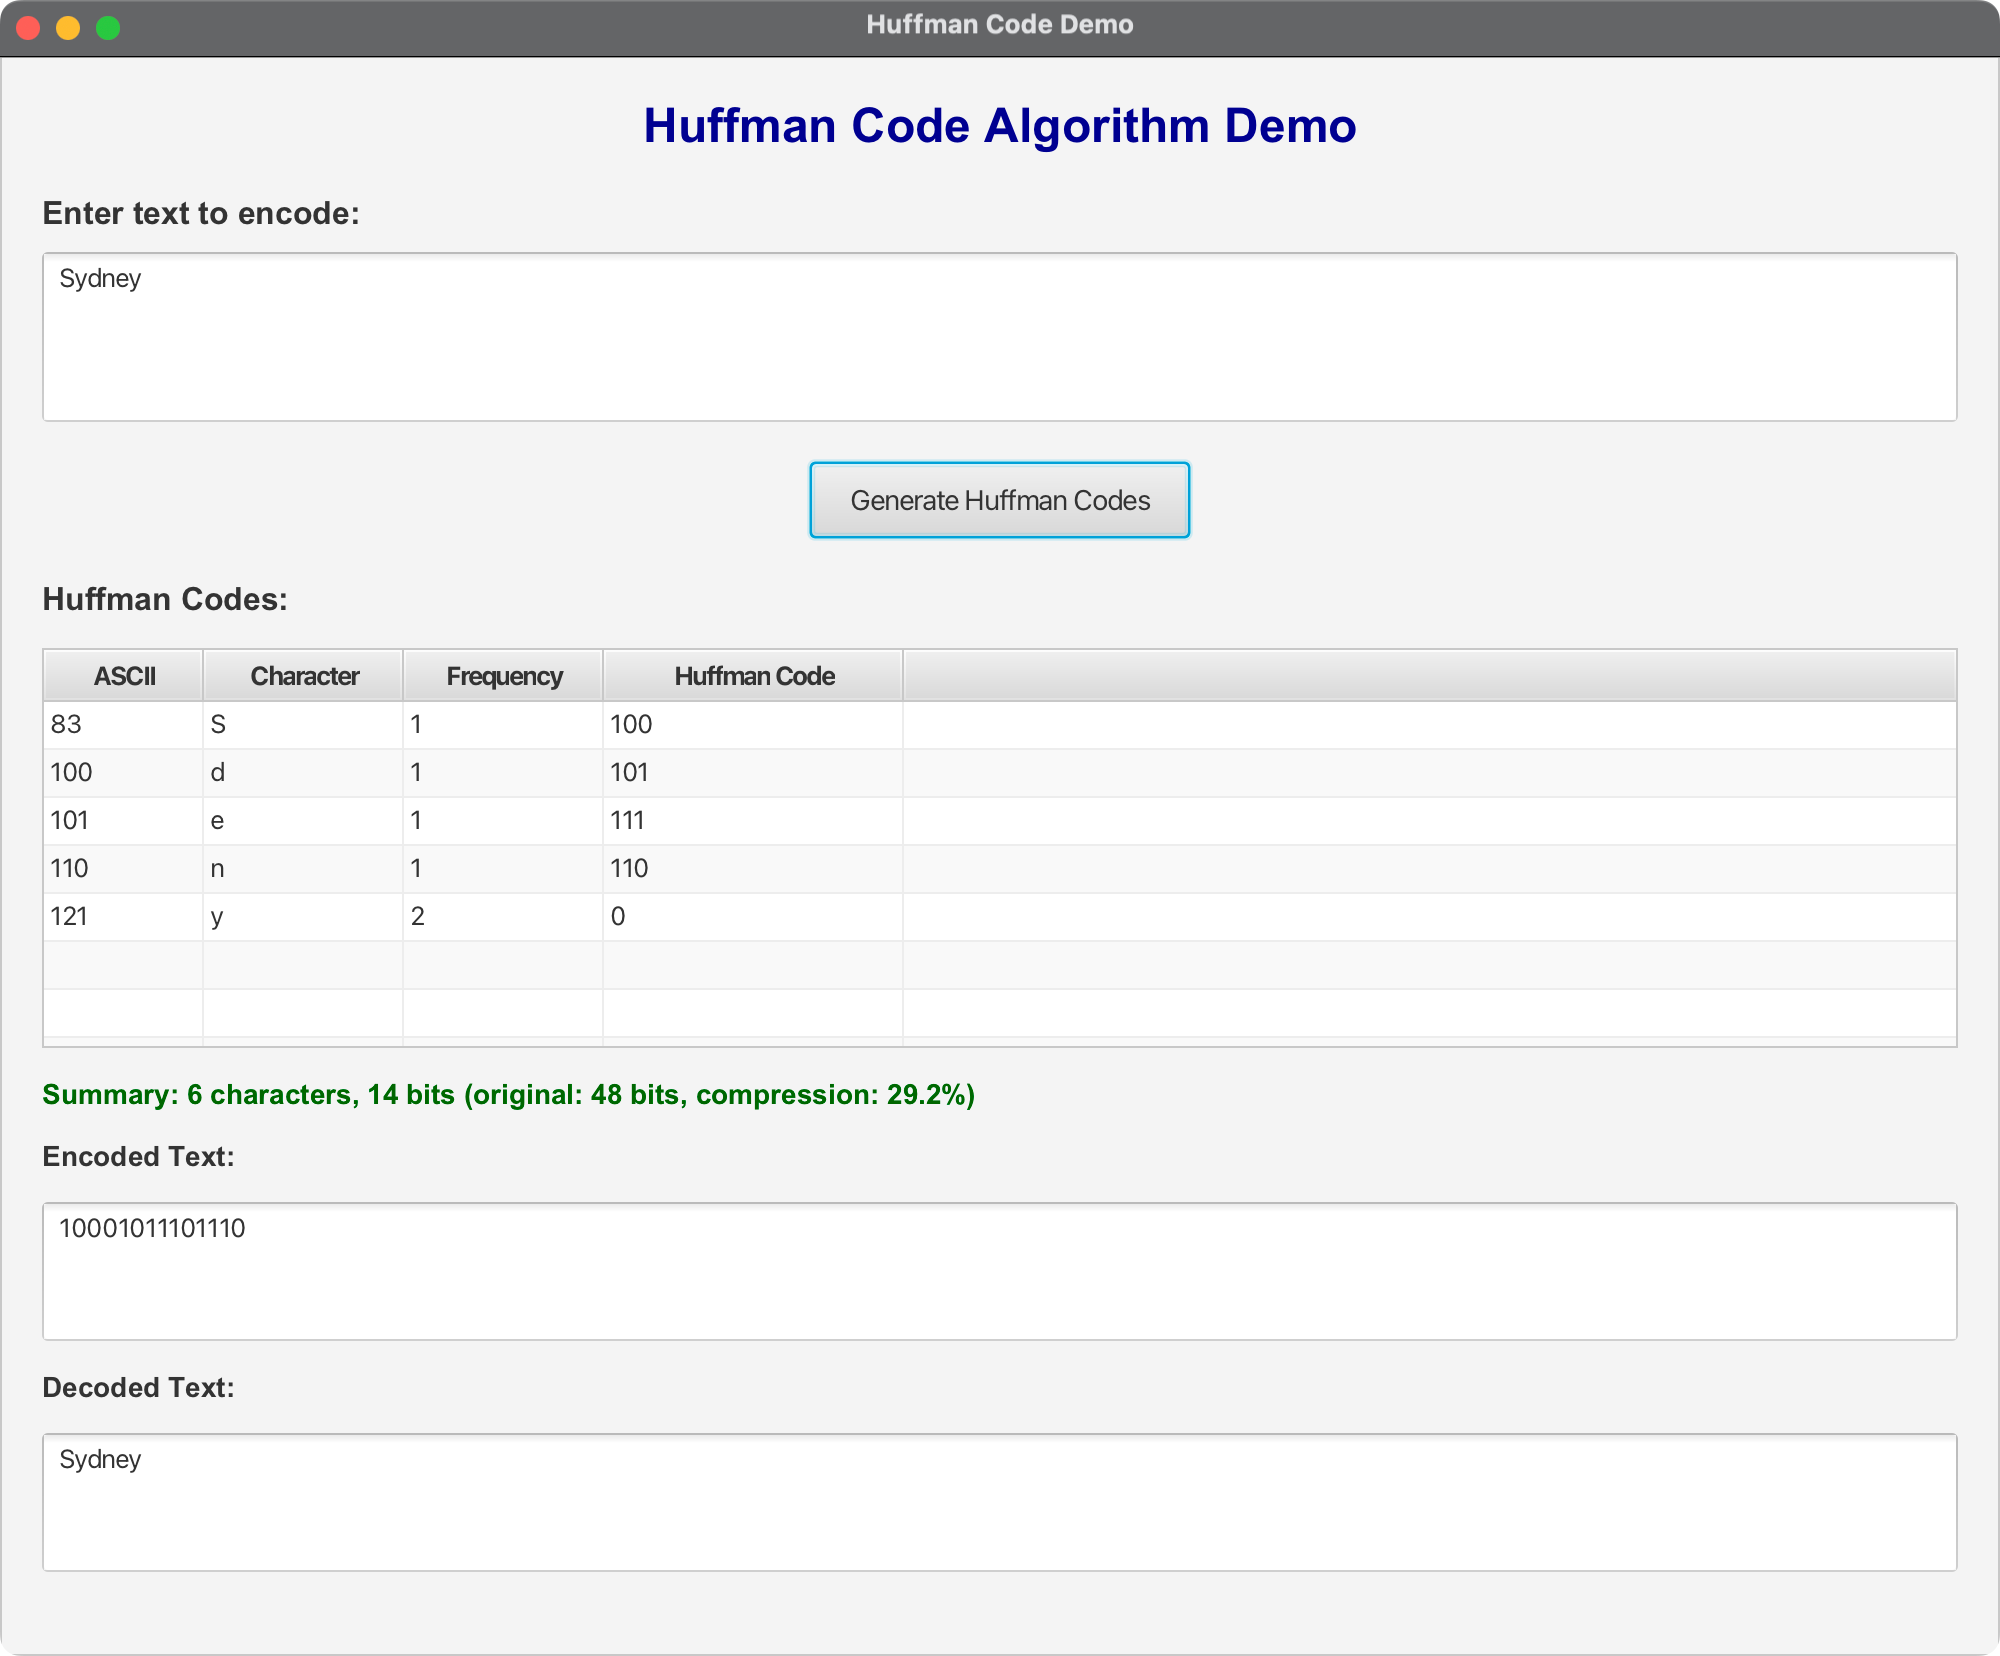 Huffman Code Demo
Huffman Code Algorithm Demo
Enter text to encode:
Sydney
Generate Huffman Codes
Huffman Codes:
ASCII Character Frequency Huffman Code
83 S 1 100
100 d 1 101
101 e 1 111
110 n 1 110
121 y 2 0
Summary: 6 characters, 14 bits (original: 48 bits, compression: 29.2%)
Encoded Text:
10001011101110
Decoded Text:
Sydney